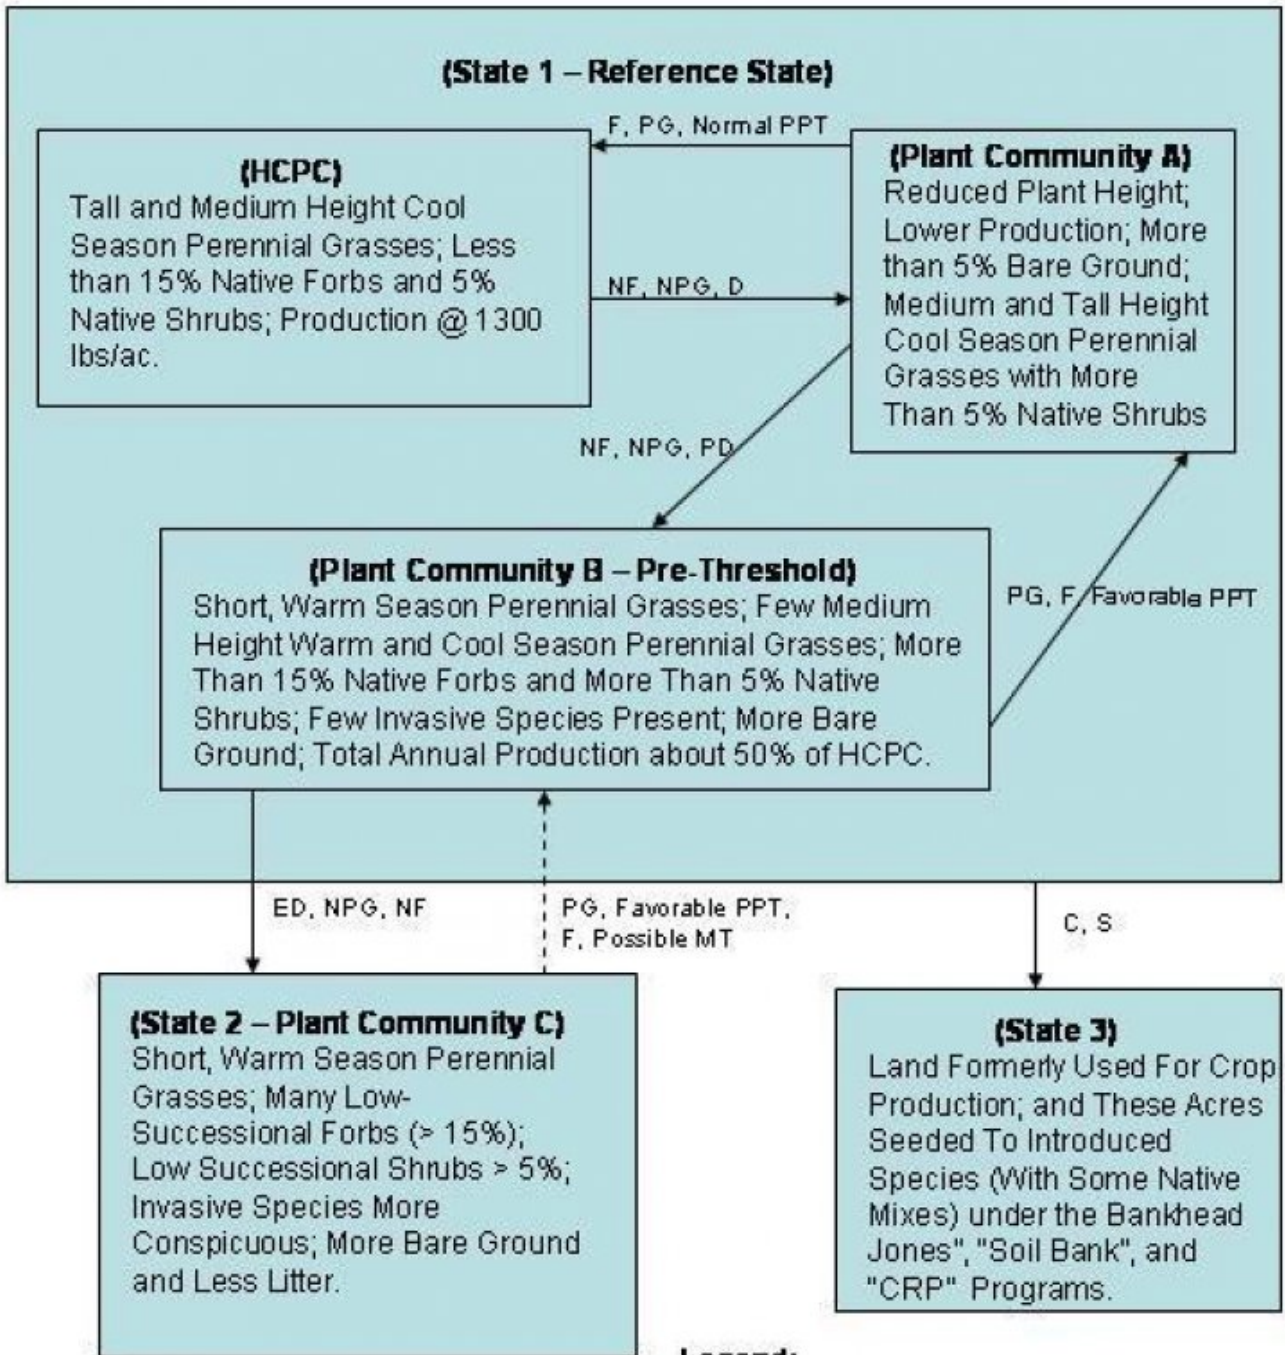 (State 1 – Reference State)
F, PG, Normal PPT
(HCPC)
Tall and Medium Height Cool
Season Perennial Grasses; Less
than 15% Native Forbs and 5%
Native Shrubs; Production @ 1300
lbs/ac.
NF, NPG, D
(Plant Community A)
Reduced Plant Height;
Lower Production; More
than 5% Bare Ground;
Medium and Tall Height
Cool Season Perennial
Grasses with More
Than 5% Native Shrubs
NF, NPG, PD
(Plant Community B – Pre-Threshold)
Short, Warm Season Perennial Grasses; Few Medium
Height Warm and Cool Season Perennial Grasses; More
Than 15% Native Forbs and More Than 5% Native
Shrubs; Few Invasive Species Present; More Bare
Ground; Total Annual Production about 50% of HCPC.
PG, F, Favorable PPT
ED, NPG, NF
PG, Favorable PPT,
F, Possible MT
C, S
(State 2 – Plant Community C)
Short, Warm Season Perennial
Grasses; Many Low-
Successional Forbs (> 15%);
Low Successional Shrubs > 5%;
Invasive Species More
Conspicuous; More Bare Ground
and Less Litter.
(State 3)
Land Formerly Used For Crop
Production; and These Acres
Seeded To Introduced
Species (With Some Native
Mixes) under the Bankhead
Jones", "Soil Bank", and
"CRP" Programs.
Legend: